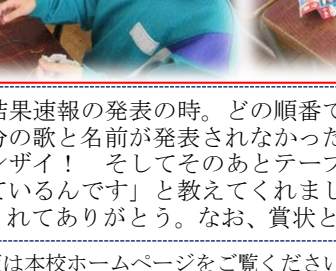 結果速報の発表の時。どの順番で
分の歌と名前が発表されなかった
ンザイ！　そしてそのあとテープ
ているんです」と教えてくれまし
れてありがとう。なお、賞状と
は本校ホームページをご覧ください